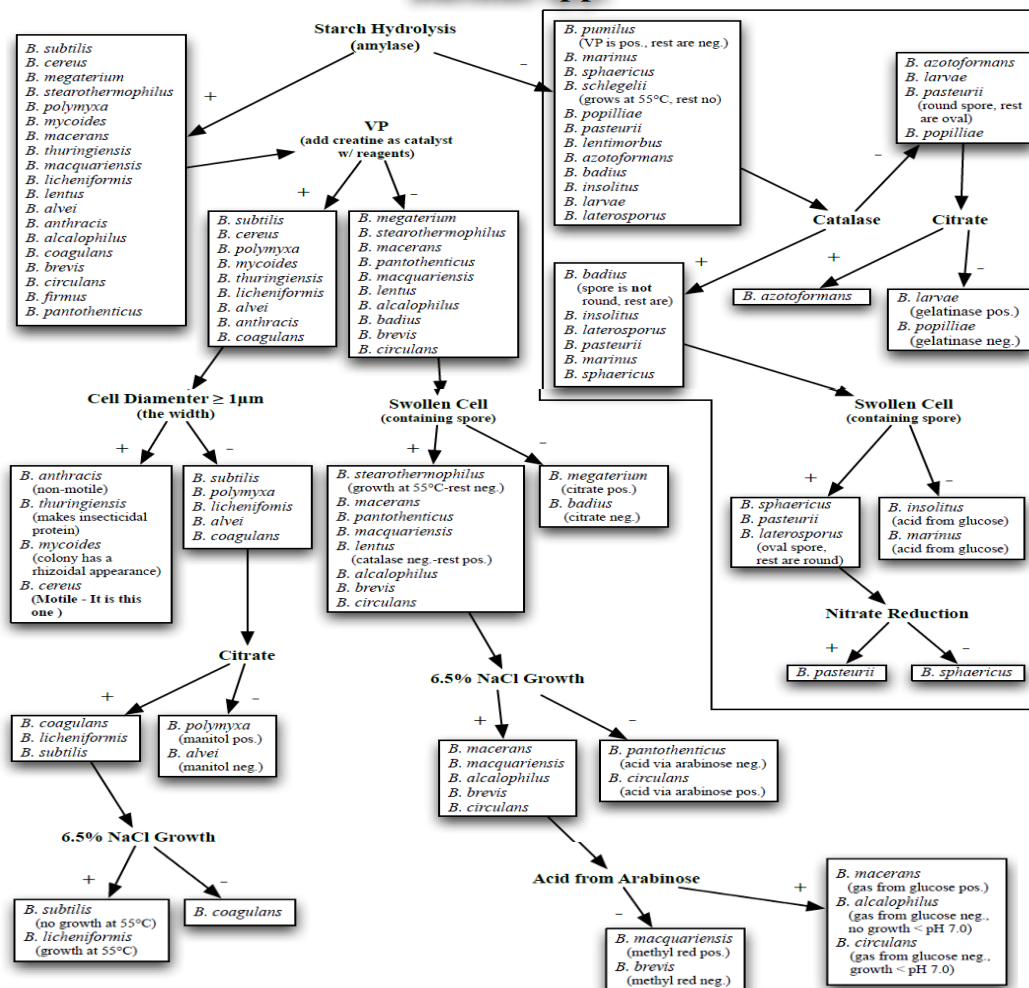 Starch Hydrolysis
(amylase)
+
-
B. subtilis
B. cereus
B. megaterium
B. stearothermophilus
B. polymyxa
B. mycoides
B. macerans
B. thuringiensis
B. macquariensis
B. licheniformis
B. lentus
B. alvei
B. anthracis
B. alcalophilus
B. coagulans
B. brevis
B. circulans
B. firmus
B. pantothenticus
B. pumilus
(VP is pos., rest are neg.)
B. marinus
B. sphaericus
B. schlegelii
(grows at 55°C, rest no)
B. popilliae
B. pasteurii
B. lentimorbus
B. azotoformans
B. badius
B. insolitus
B. larvae
B. laterosporus
B. azotoformans
B. larvae
B. pasteurii
(round spore, rest
are oval)
B. popilliae
VP
(add creatine as catalyst
w/ reagents)
+
-
B. subtilis
B. cereus
B. polymyxa
B. mycoides
B. thuringiensis
B. licheniformis
B. alvei
B. anthracis
B. coagulans
B. megaterium
B. stearothermophilus
B. macerans
B. pantothenticus
B. macquariensis
B. lentus
B. alcalophilus
B. badius
B. brevis
B. circulans
Catalase
-
+
Citrate
+
-
B. azotoformans
B. larvae
(gelatinase pos.)
B. popilliae
(gelatinase neg.)
B. badius
(spore is not
round, rest are)
B. insolitus
B. laterosporus
B. pasteurii
B. marinus
B. sphaericus
Cell Diamenter ≥ 1µm
(the width)
+
-
B. anthracis
(non-motile)
B. thuringiensis
(makes insecticidal
protein)
B. mycoides
(colony has a
rhizoidal appearance)
B. cereus
(Motile - It is this
one )
B. subtilis
B. polymyxa
B. lichenifomis
B. alvei
B. coagulans
Swollen Cell
(containing spore)
+
-
B. stearothermophilus
(growth at 55°C-rest neg.)
B. macerans
B. pantothenticus
B. macquariensis
B. lentus
(catalase neg.-rest pos.)
B. alcalophilus
B. brevis
B. circulans
B. megaterium
(citrate pos.)
B. badius
(citrate neg.)
Swollen Cell
(containing spore)
+
-
B. sphaericus
B. pasteurii
B. laterosporus
(oval spore,
rest are round)
B. insolitus
(acid from glucose)
B. marinus
(acid from glucose)
Nitrate Reduction
+
-
B. pasteurii
B. sphaericus
Citrate
+
-
B. coagulans
B. licheniformis
B. subtilis
B. polymyxa
(manitol pos.)
B. alvei
(manitol neg.)
6.5% NaCl Growth
+
-
B. macerans
B. macquariensis
B. alcalophilus
B. brevis
B. circulans
B. pantothenticus
(acid via arabinose neg.)
B. circulans
(acid via arabinose pos.)
6.5% NaCl Growth
+
-
B. subtilis
(no growth at 55°C)
B. licheniformis
(growth at 55°C)
B. coagulans
Acid from Arabinose
-
+
B. macquariensis
(methyl red pos.)
B. brevis
(methyl red neg.)
B. macerans
(gas from glucose pos.)
B. alcalophilus
(gas from glucose neg.,
no growth < pH 7.0)
B. circulans
(gas from glucose neg.,
growth < pH 7.0)